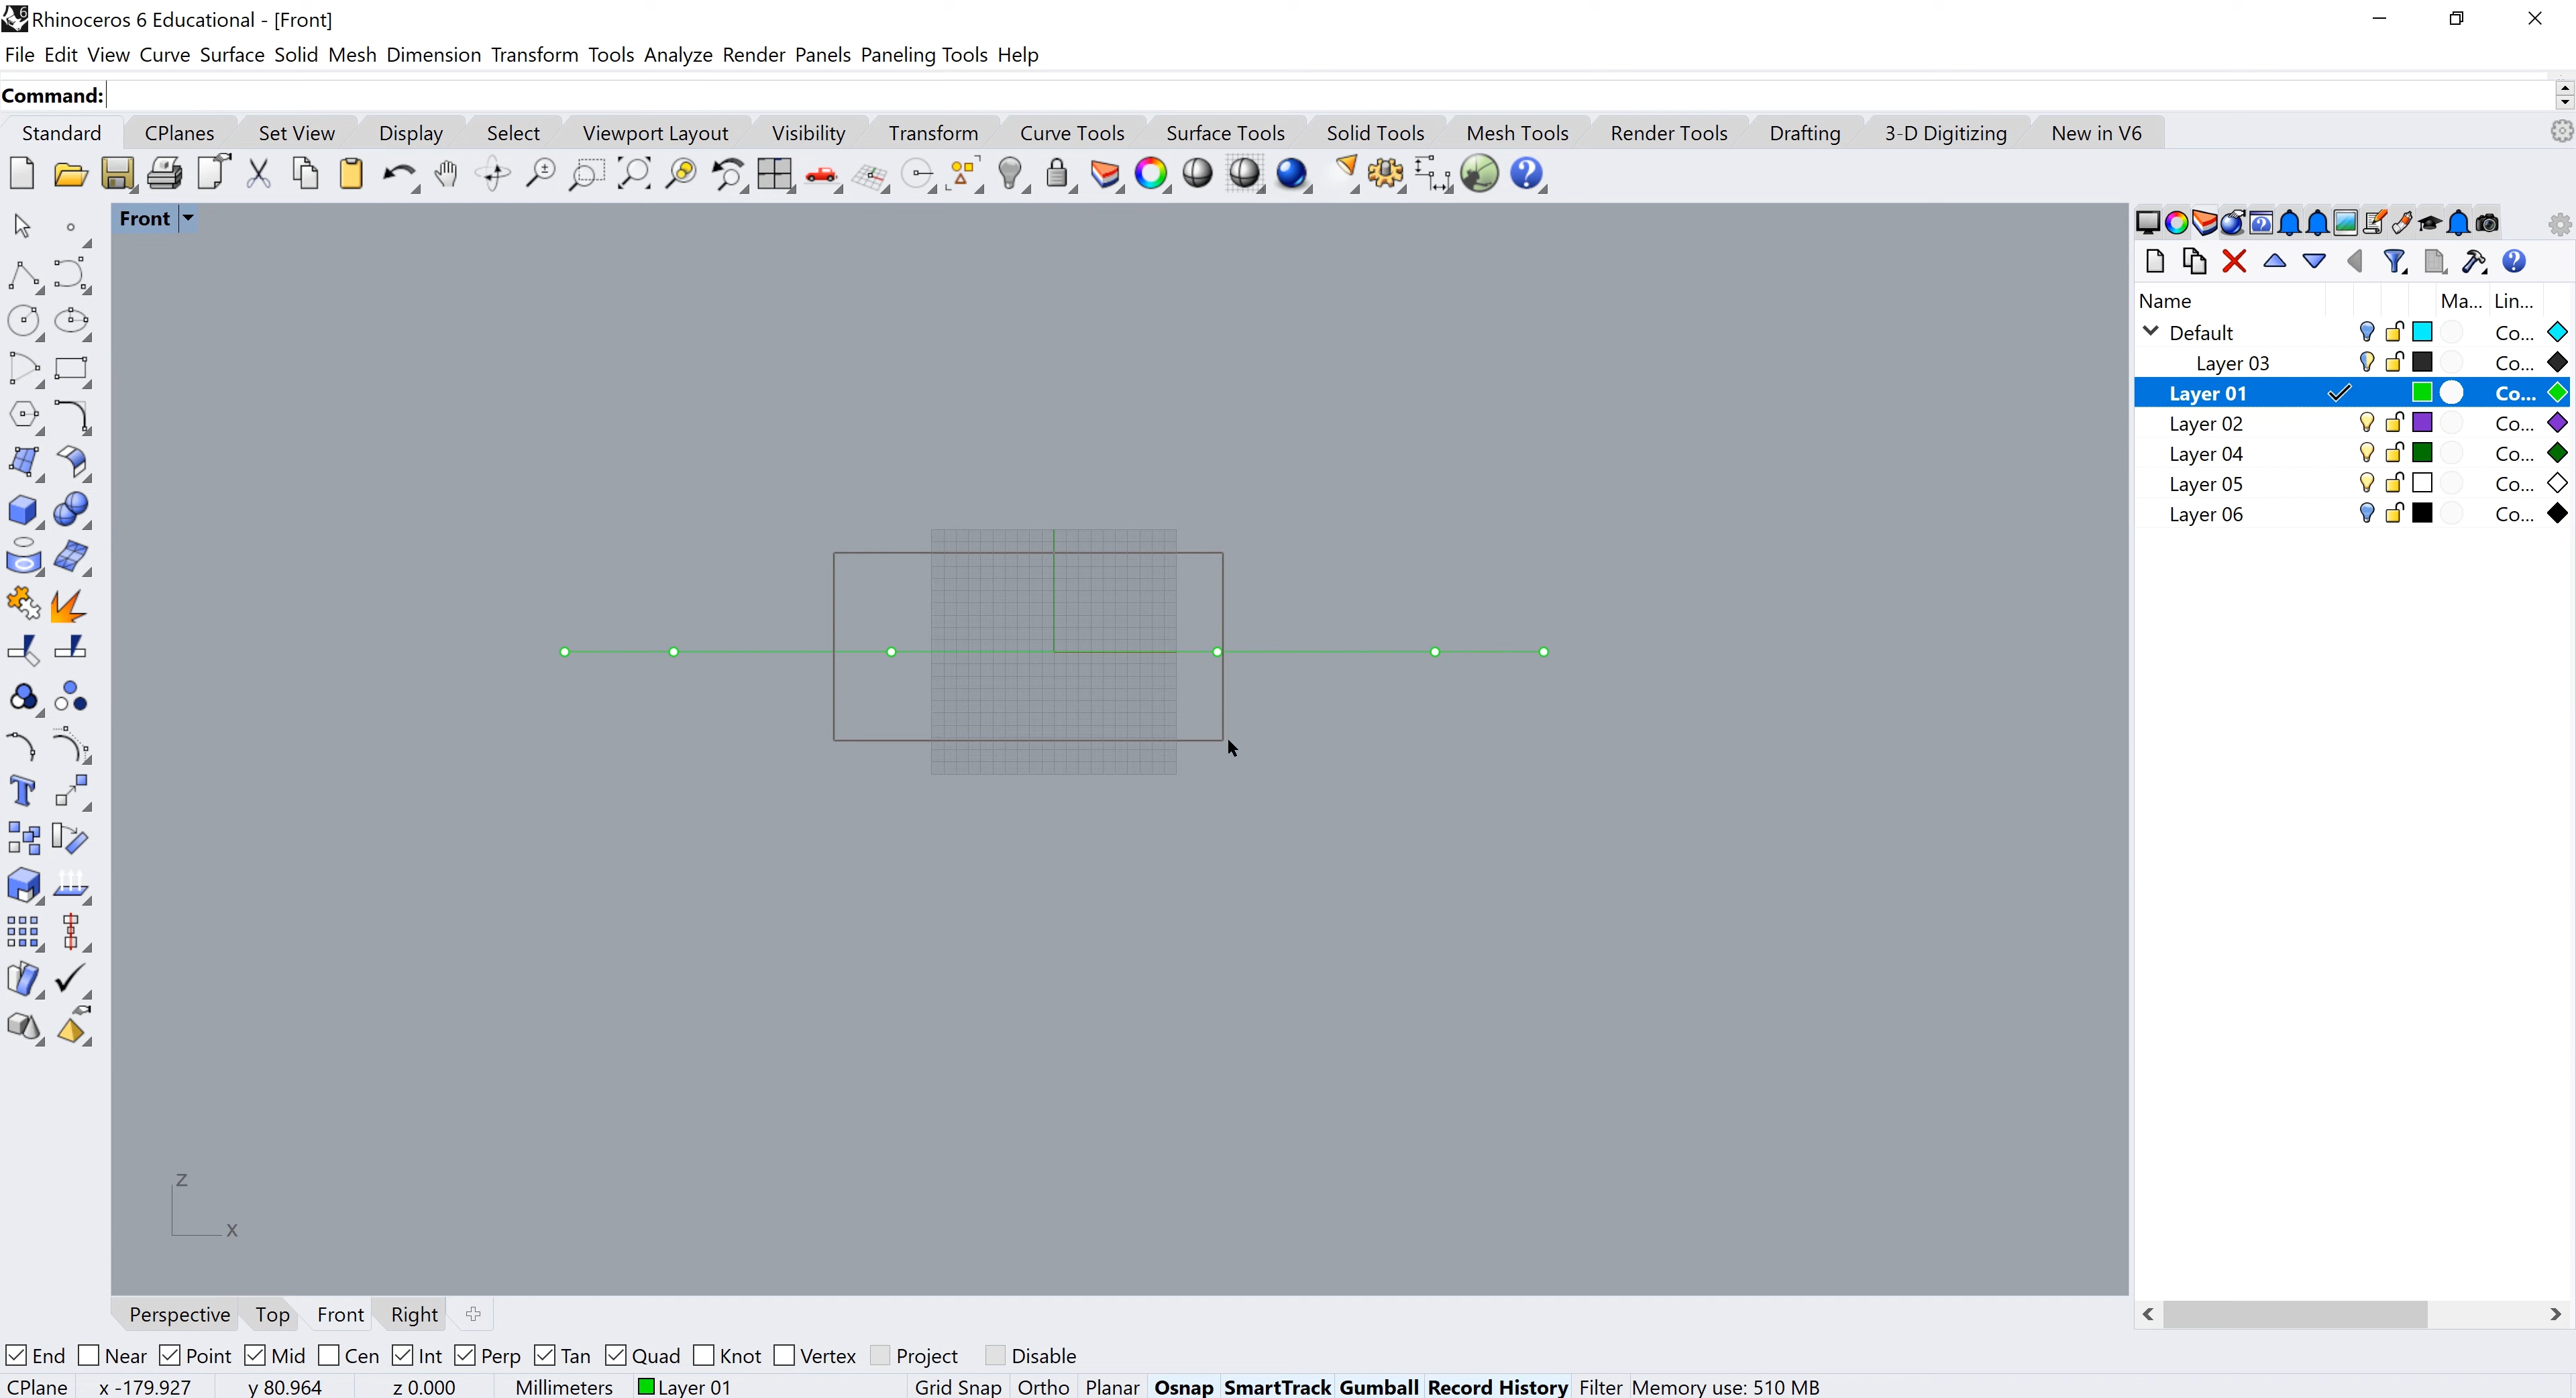 Rhinoceros 6 Educational - [Front]
File Edit View Curve Surface Solid Mesh Dimension Transform Tools Analyze Render Panels Paneling Tools Help
Command:
Standard CPlanes Set View Display Select Viewport Layout Visibility Transform Curve Tools Surface Tools Solid Tools Mesh Tools Render Tools Drafting 3-D Digitizing New in V6
Front
Name Ma... Lin...
Default Co...
Layer 03 Co...
Layer 01 Co...
Layer 02 Co...
Layer 04 Co...
Layer 05 Co...
Layer 06 Co...
z
x
Perspective Top Front Right
End Near Point Mid Cen Int Perp Tan Quad Knot Vertex Project Disable
CPlane x -179.927 y 80.964 z 0.000 Millimeters Layer 01 Grid Snap Ortho Planar Osnap SmartTrack Gumball Record History Filter Memory use: 510 MB